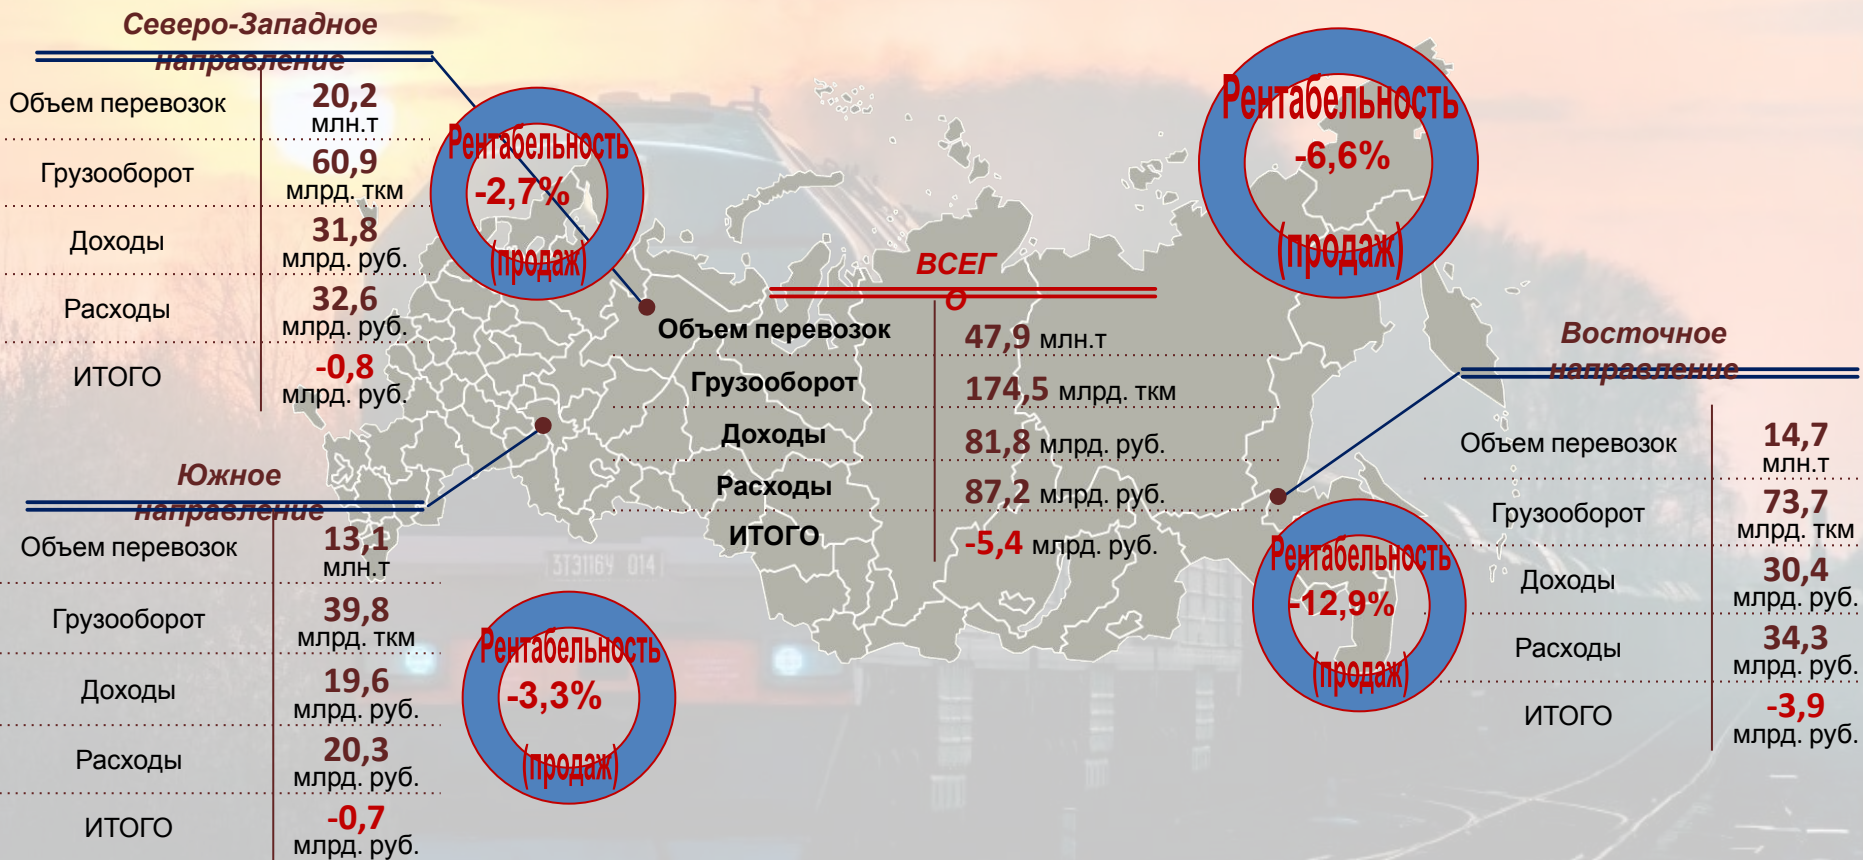 Северо-Западное
направление
Объем перевозок
20,2
млн.т
Грузооборот
60,9
млрд. ткм
Доходы
31,8
млрд. руб.
Расходы
32,6
млрд. руб.
ИТОГО
-0,8
млрд. руб.
Рентабельность
-2,7%
(продаж)
Рентабельность
-6,6%
(продаж)
ВСЕГ
О
Объем перевозок
47,9 млн.т
Грузооборот
174,5 млрд. ткм
Доходы
81,8 млрд. руб.
Расходы
87,2 млрд. руб.
ИТОГО
-5,4 млрд. руб.
Южное
направление
Объем перевозок
13,1
млн.т
Грузооборот
39,8
млрд. ткм
Доходы
19,6
млрд. руб.
Расходы
20,3
млрд. руб.
ИТОГО
-0,7
млрд. руб.
3ТЭ116У 014
Рентабельность
-3,3%
(продаж)
Восточное
направление
Объем перевозок
14,7
млн.т
Грузооборот
73,7
млрд. ткм
Доходы
30,4
млрд. руб.
Расходы
34,3
млрд. руб.
ИТОГО
-3,9
млрд. руб.
Рентабельность
-12,9%
(продаж)